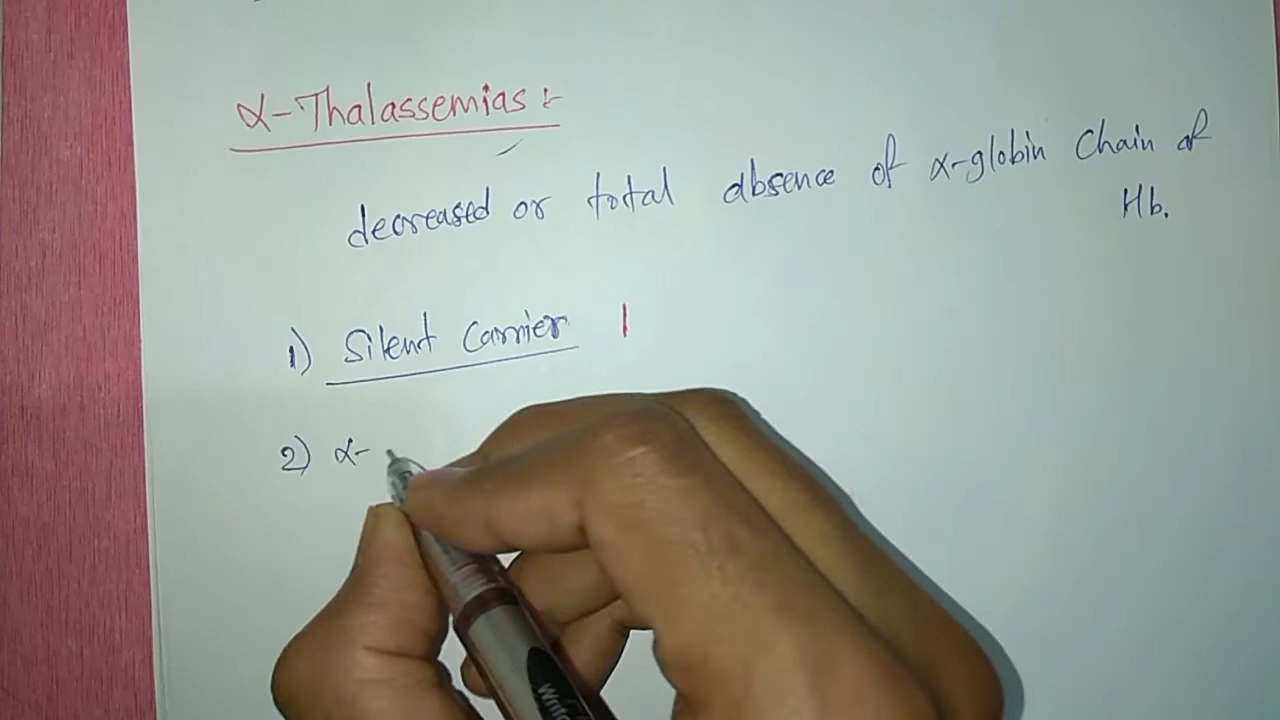 α-Thalassemias :-
decreased or total absence of α-globin chain of
Hb.
1) Silent Carrier 1
2) α-